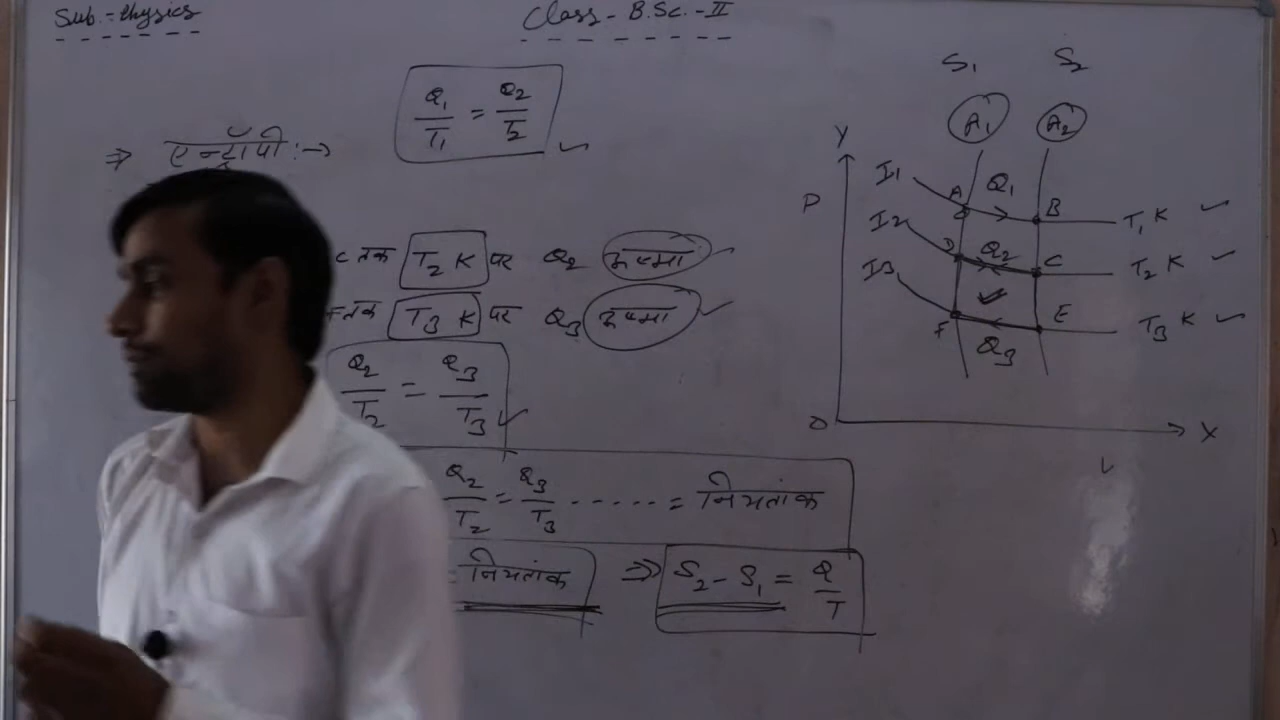 Sub. - Physics
Class - B.Sc. - II
Q₁/T₁ = Q₂/T₂
⇒ एन्ट्रॉपी :→
C तक T₂ K पर Q₂ ऊष्मा
F तक T₃ K पर Q₃ ऊष्मा
Q₂/T₂ = Q₃/T₃
Q₂/T₂ = Q₃/T₃ ...... = नियतांक
= नियतांक ⇒ S₂ - S₁ = Q/T
S₁ S₂
A₁ A₂
Y
P
I₁ A Q₁ B T₁ K
I₂ D Q₂ C T₂ K
I₃ F E T₃ K
Q₃
O X